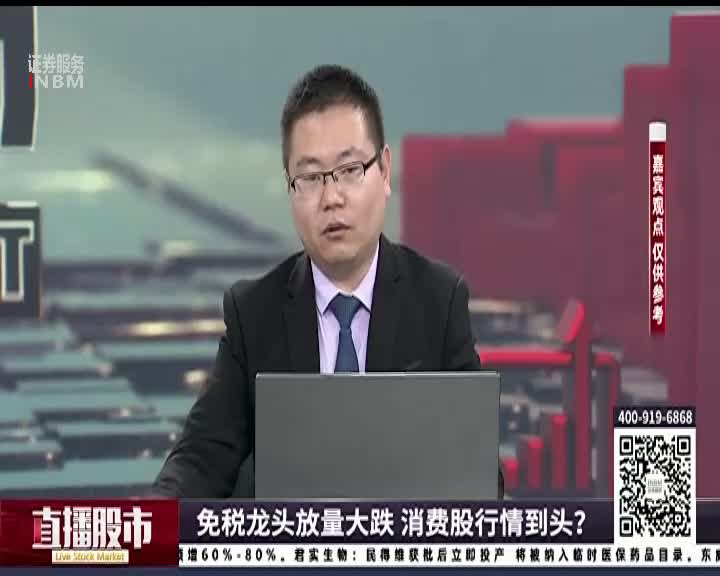 证券服务
iNBM
T
嘉宾观点 仅供参考
400-919-6868
iNBM
直播股市
Live Stock Market
免税龙头放量大跌 消费股行情到头?
预增60%-80%。君实生物：民得维获批后立即投产 将被纳入临时医保药品目录。东